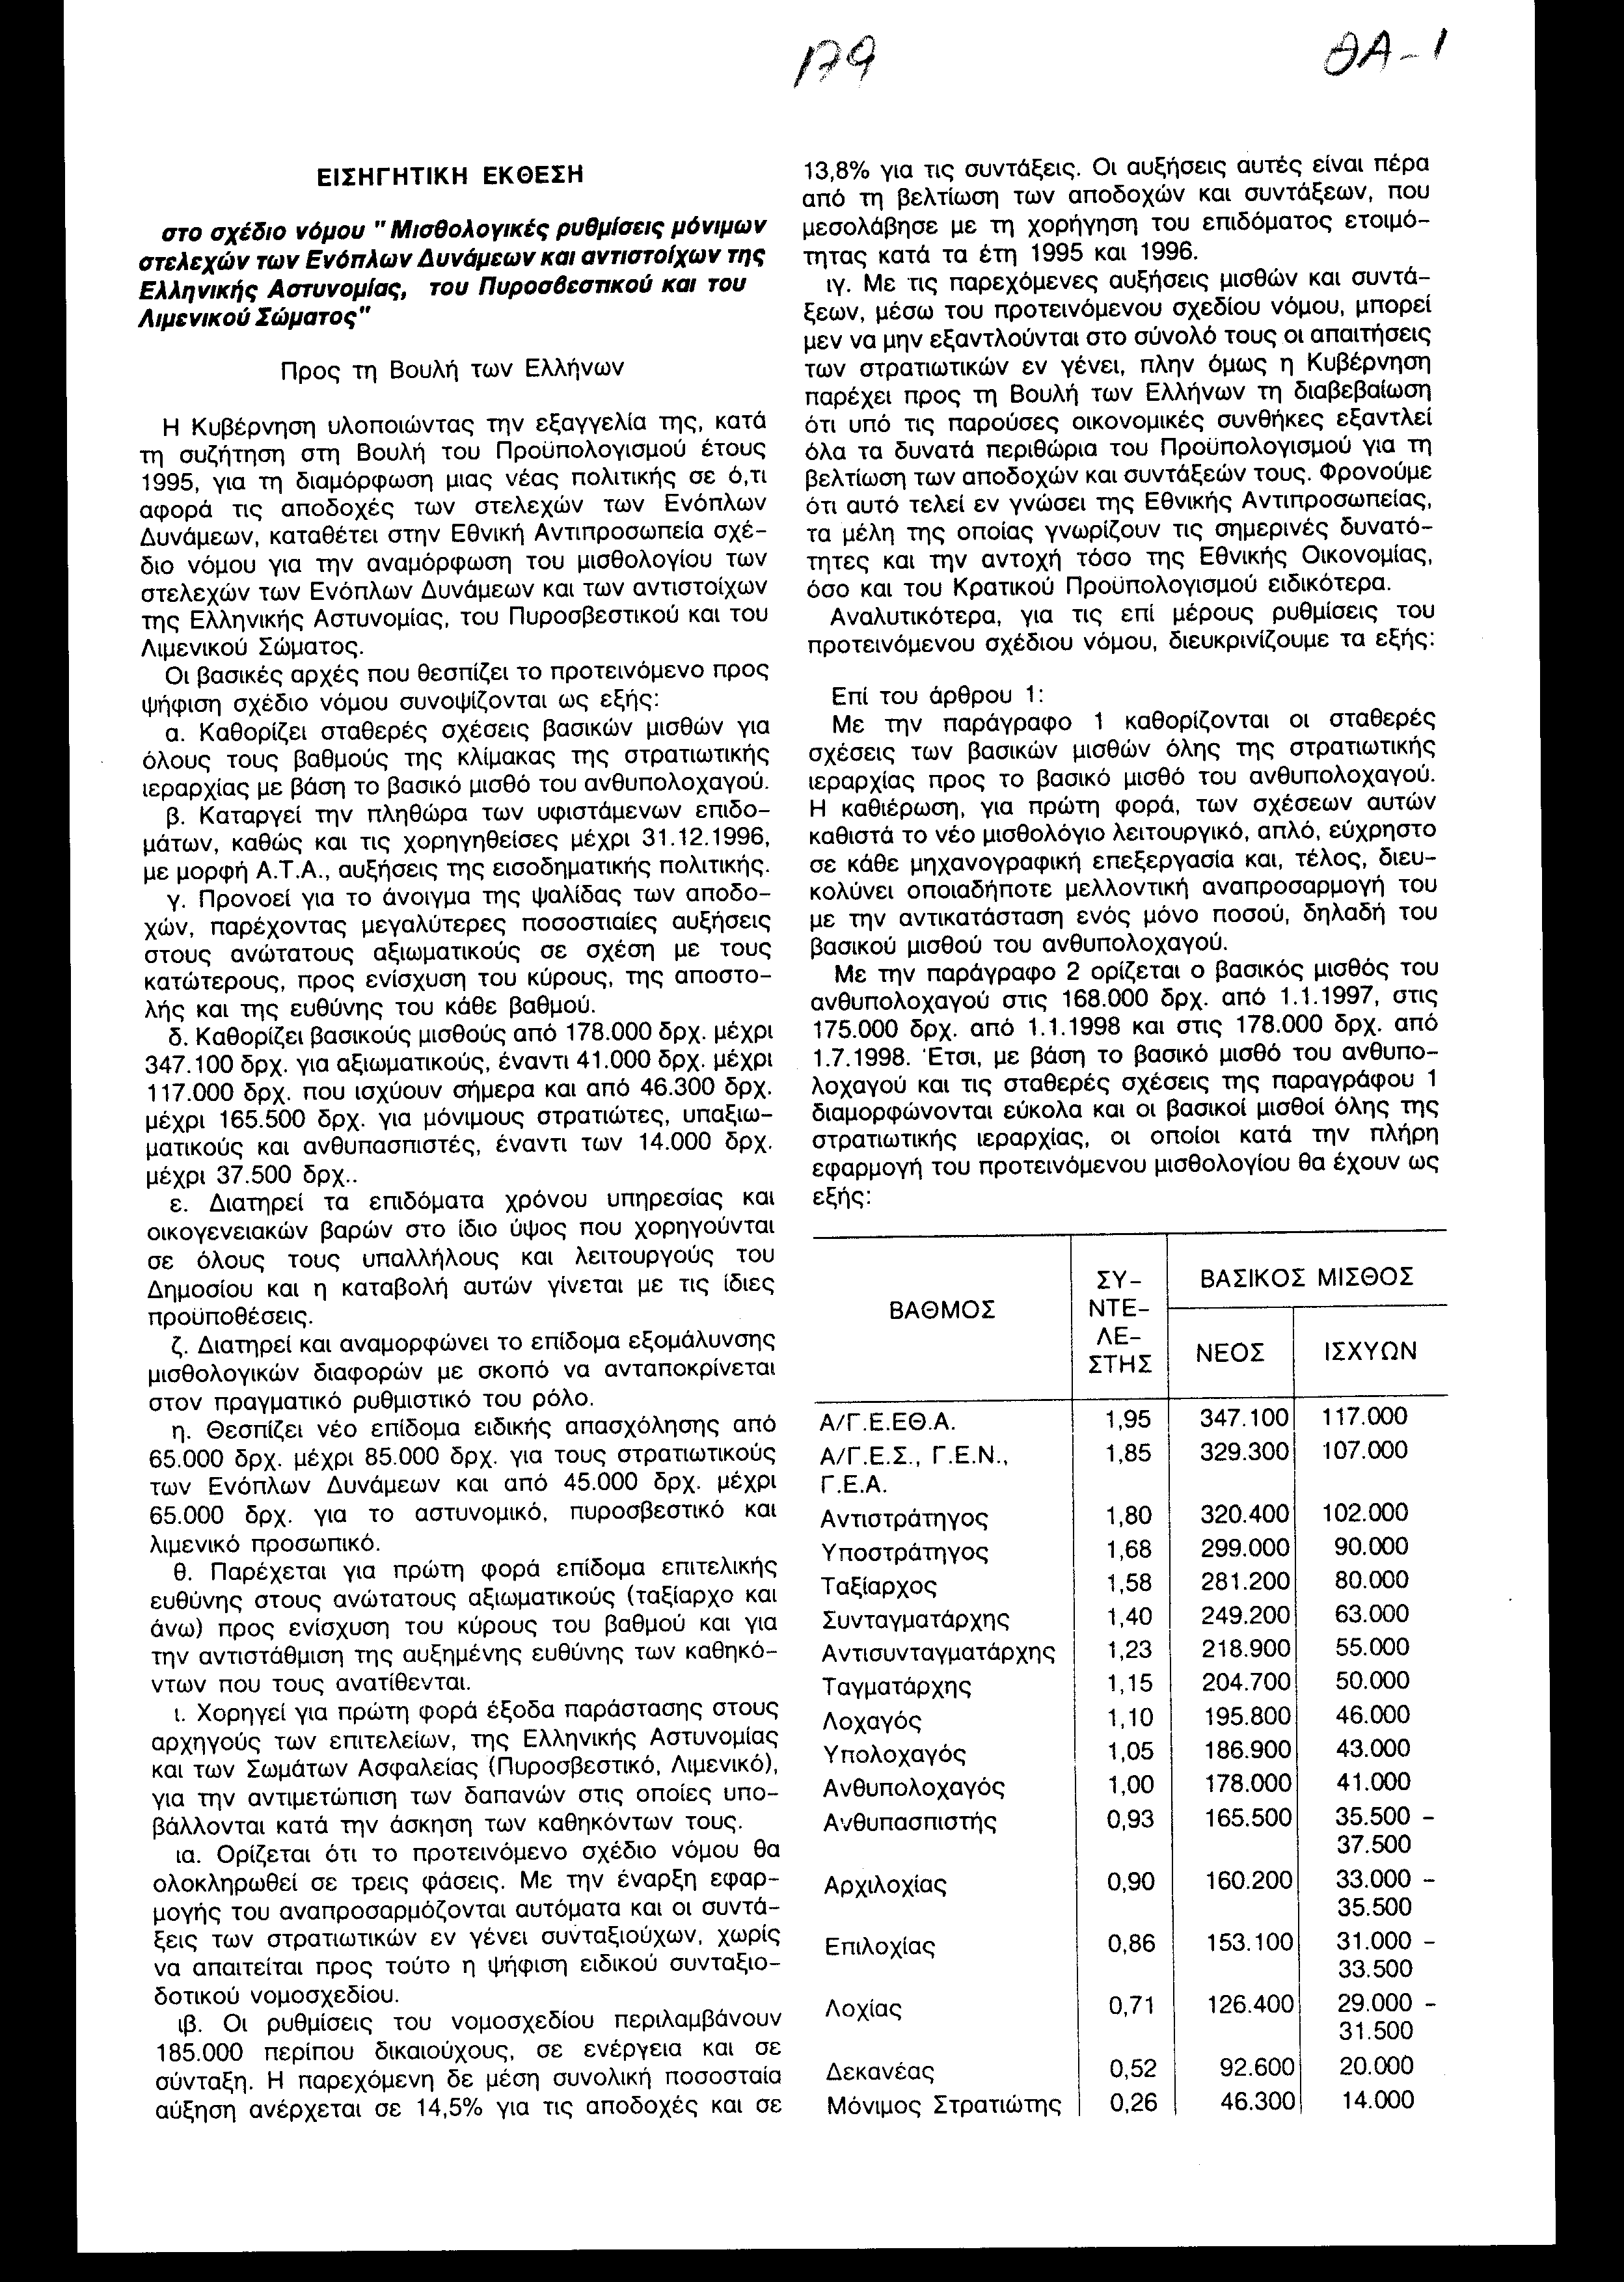 179
ΘΑ-1
ΕΙΣΗΓΗΤΙΚΗ ΕΚΘΕΣΗ
στο σχέδιο νόμου "Μισθολογικές ρυθμίσεις μόνιμων
στελεχών των Ενόπλων Δυνάμεων και αντιστοίχων της
Ελληνικής Αστυνομίας, του Πυροσβεστικού και του
Λιμενικού Σώματος"
Προς τη Βουλή των Ελλήνων
Η Κυβέρνηση υλοποιώντας την εξαγγελία της, κατά
τη συζήτηση στη Βουλή του Προϋπολογισμού έτους
1995, για τη διαμόρφωση μιας νέας πολιτικής σε ό,τι
αφορά τις αποδοχές των στελεχών των Ενόπλων
Δυνάμεων, καταθέτει στην Εθνική Αντιπροσωπεία σχέ-
διο νόμου για την αναμόρφωση του μισθολογίου των
στελεχών των Ενόπλων Δυνάμεων και των αντιστοίχων
της Ελληνικής Αστυνομίας, του Πυροσβεστικού και του
Λιμενικού Σώματος.
Οι βασικές αρχές που θεσπίζει το προτεινόμενο προς
ψήφιση σχέδιο νόμου συνοψίζονται ως εξής:
α. Καθορίζει σταθερές σχέσεις βασικών μισθών για
όλους τους βαθμούς της κλίμακας της στρατιωτικής
ιεραρχίας με βάση το βασικό μισθό του ανθυπολοχαγού.
β. Καταργεί την πληθώρα των υφιστάμενων επιδο-
μάτων, καθώς και τις χορηγηθείσες μέχρι 31.12.1996,
με μορφή Α.Τ.Α., αυξήσεις της εισοδηματικής πολιτικής.
γ. Προνοεί για το άνοιγμα της ψαλίδας των αποδο-
χών, παρέχοντας μεγαλύτερες ποσοστιαίες αυξήσεις
στους ανώτατους αξιωματικούς σε σχέση με τους
κατώτερους, προς ενίσχυση του κύρους, της αποστο-
λής και της ευθύνης του κάθε βαθμού.
δ. Καθορίζει βασικούς μισθούς από 178.000 δρχ. μέχρι
347.100 δρχ. για αξιωματικούς, έναντι 41.000 δρχ. μέχρι
117.000 δρχ. που ισχύουν σήμερα και από 46.300 δρχ.
μέχρι 165.500 δρχ. για μόνιμους στρατιώτες, υπαξιω-
ματικούς και ανθυπασπιστές, έναντι των 14.000 δρχ.
μέχρι 37.500 δρχ..
ε. Διατηρεί τα επιδόματα χρόνου υπηρεσίας και
οικογενειακών βαρών στο ίδιο ύψος που χορηγούνται
σε όλους τους υπαλλήλους και λειτουργούς του
Δημοσίου και η καταβολή αυτών γίνεται με τις ίδιες
προϋποθέσεις.
ζ. Διατηρεί και αναμορφώνει το επίδομα εξομάλυνσης
μισθολογικών διαφορών με σκοπό να ανταποκρίνεται
στον πραγματικό ρυθμιστικό του ρόλο.
η. Θεσπίζει νέο επίδομα ειδικής απασχόλησης από
65.000 δρχ. μέχρι 85.000 δρχ. για τους στρατιωτικούς
των Ενόπλων Δυνάμεων και από 45.000 δρχ. μέχρι
65.000 δρχ. για το αστυνομικό, πυροσβεστικό και
λιμενικό προσωπικό.
θ. Παρέχεται για πρώτη φορά επίδομα επιτελικής
ευθύνης στους ανώτατους αξιωματικούς (ταξίαρχο και
άνω) προς ενίσχυση του κύρους του βαθμού και για
την αντιστάθμιση της αυξημένης ευθύνης των καθηκό-
ντων που τους ανατίθενται.
ι. Χορηγεί για πρώτη φορά έξοδα παράστασης στους
αρχηγούς των επιτελείων, της Ελληνικής Αστυνομίας
και των Σωμάτων Ασφαλείας (Πυροσβεστικό, Λιμενικό),
για την αντιμετώπιση των δαπανών στις οποίες υπο-
βάλλονται κατά την άσκηση των καθηκόντων τους.
ια. Ορίζεται ότι το προτεινόμενο σχέδιο νόμου θα
ολοκληρωθεί σε τρεις φάσεις. Με την έναρξη εφαρ-
μογής του αναπροσαρμόζονται αυτόματα και οι συντά-
ξεις των στρατιωτικών εν γένει συνταξιούχων, χωρίς
να απαιτείται προς τούτο η ψήφιση ειδικού συνταξιο-
δοτικού νομοσχεδίου.
ιβ. Οι ρυθμίσεις του νομοσχεδίου περιλαμβάνουν
185.000 περίπου δικαιούχους, σε ενέργεια και σε
σύνταξη. Η παρεχόμενη δε μέση συνολική ποσοσταία
αύξηση ανέρχεται σε 14,5% για τις αποδοχές και σε
13,8% για τις συντάξεις. Οι αυξήσεις αυτές είναι πέρα
από τη βελτίωση των αποδοχών και συντάξεων, που
μεσολάβησε με τη χορήγηση του επιδόματος ετοιμό-
τητας κατά τα έτη 1995 και 1996.
ιγ. Με τις παρεχόμενες αυξήσεις μισθών και συντά-
ξεων, μέσω του προτεινόμενου σχεδίου νόμου, μπορεί
μεν να μην εξαντλούνται στο σύνολό τους οι απαιτήσεις
των στρατιωτικών εν γένει, πλην όμως η Κυβέρνηση
παρέχει προς τη Βουλή των Ελλήνων τη διαβεβαίωση
ότι υπό τις παρούσες οικονομικές συνθήκες εξαντλεί
όλα τα δυνατά περιθώρια του Προϋπολογισμού για τη
βελτίωση των αποδοχών και συντάξεών τους. Φρονούμε
ότι αυτό τελεί εν γνώσει της Εθνικής Αντιπροσωπείας,
τα μέλη της οποίας γνωρίζουν τις σημερινές δυνατό-
τητες και την αντοχή τόσο της Εθνικής Οικονομίας,
όσο και του Κρατικού Προϋπολογισμού ειδικότερα.
Αναλυτικότερα, για τις επί μέρους ρυθμίσεις του
προτεινόμενου σχέδιου νόμου, διευκρινίζουμε τα εξής:
Επί του άρθρου 1:
Με την παράγραφο 1 καθορίζονται οι σταθερές
σχέσεις των βασικών μισθών όλης της στρατιωτικής
ιεραρχίας προς το βασικό μισθό του ανθυπολοχαγού.
Η καθιέρωση, για πρώτη φορά, των σχέσεων αυτών
καθιστά το νέο μισθολόγιο λειτουργικό, απλό, εύχρηστο
σε κάθε μηχανογραφική επεξεργασία και, τέλος, διευ-
κολύνει οποιαδήποτε μελλοντική αναπροσαρμογή του
με την αντικατάσταση ενός μόνο ποσού, δηλαδή του
βασικού μισθού του ανθυπολοχαγού.
Με την παράγραφο 2 ορίζεται ο βασικός μισθός του
ανθυπολοχαγού στις 168.000 δρχ. από 1.1.1997, στις
175.000 δρχ. από 1.1.1998 και στις 178.000 δρχ. από
1.7.1998. Έτσι, με βάση το βασικό μισθό του ανθυπο-
λοχαγού και τις σταθερές σχέσεις της παραγράφου 1
διαμορφώνονται εύκολα και οι βασικοί μισθοί όλης της
στρατιωτικής ιεραρχίας, οι οποίοι κατά την πλήρη
εφαρμογή του προτεινόμενου μισθολογίου θα έχουν ως
εξής:
ΒΑΘΜΟΣ ΣΥ- ΝΤΕ- ΛΕ- ΣΤΗΣ ΒΑΣΙΚΟΣ ΜΙΣΘΟΣ
ΝΕΟΣ ΙΣΧΥΩΝ
Α/Γ.Ε.ΕΘ.Α. 1,95 347.100 117.000
Α/Γ.Ε.Σ., Γ.Ε.Ν., 1,85 329.300 107.000
Γ.Ε.Α.
Αντιστράτηγος 1,80 320.400 102.000
Υποστράτηγος 1,68 299.000 90.000
Ταξίαρχος 1,58 281.200 80.000
Συνταγματάρχης 1,40 249.200 63.000
Αντισυνταγματάρχης 1,23 218.900 55.000
Ταγματάρχης 1,15 204.700 50.000
Λοχαγός 1,10 195.800 46.000
Υπολοχαγός 1,05 186.900 43.000
Ανθυπολοχαγός 1,00 178.000 41.000
Ανθυπασπιστής 0,93 165.500 35.500 -
37.500
Αρχιλοχίας 0,90 160.200 33.000 -
35.500
Επιλοχίας 0,86 153.100 31.000 -
33.500
Λοχίας 0,71 126.400 29.000 -
31.500
Δεκανέας 0,52 92.600 20.000
Μόνιμος Στρατιώτης 0,26 46.300 14.000